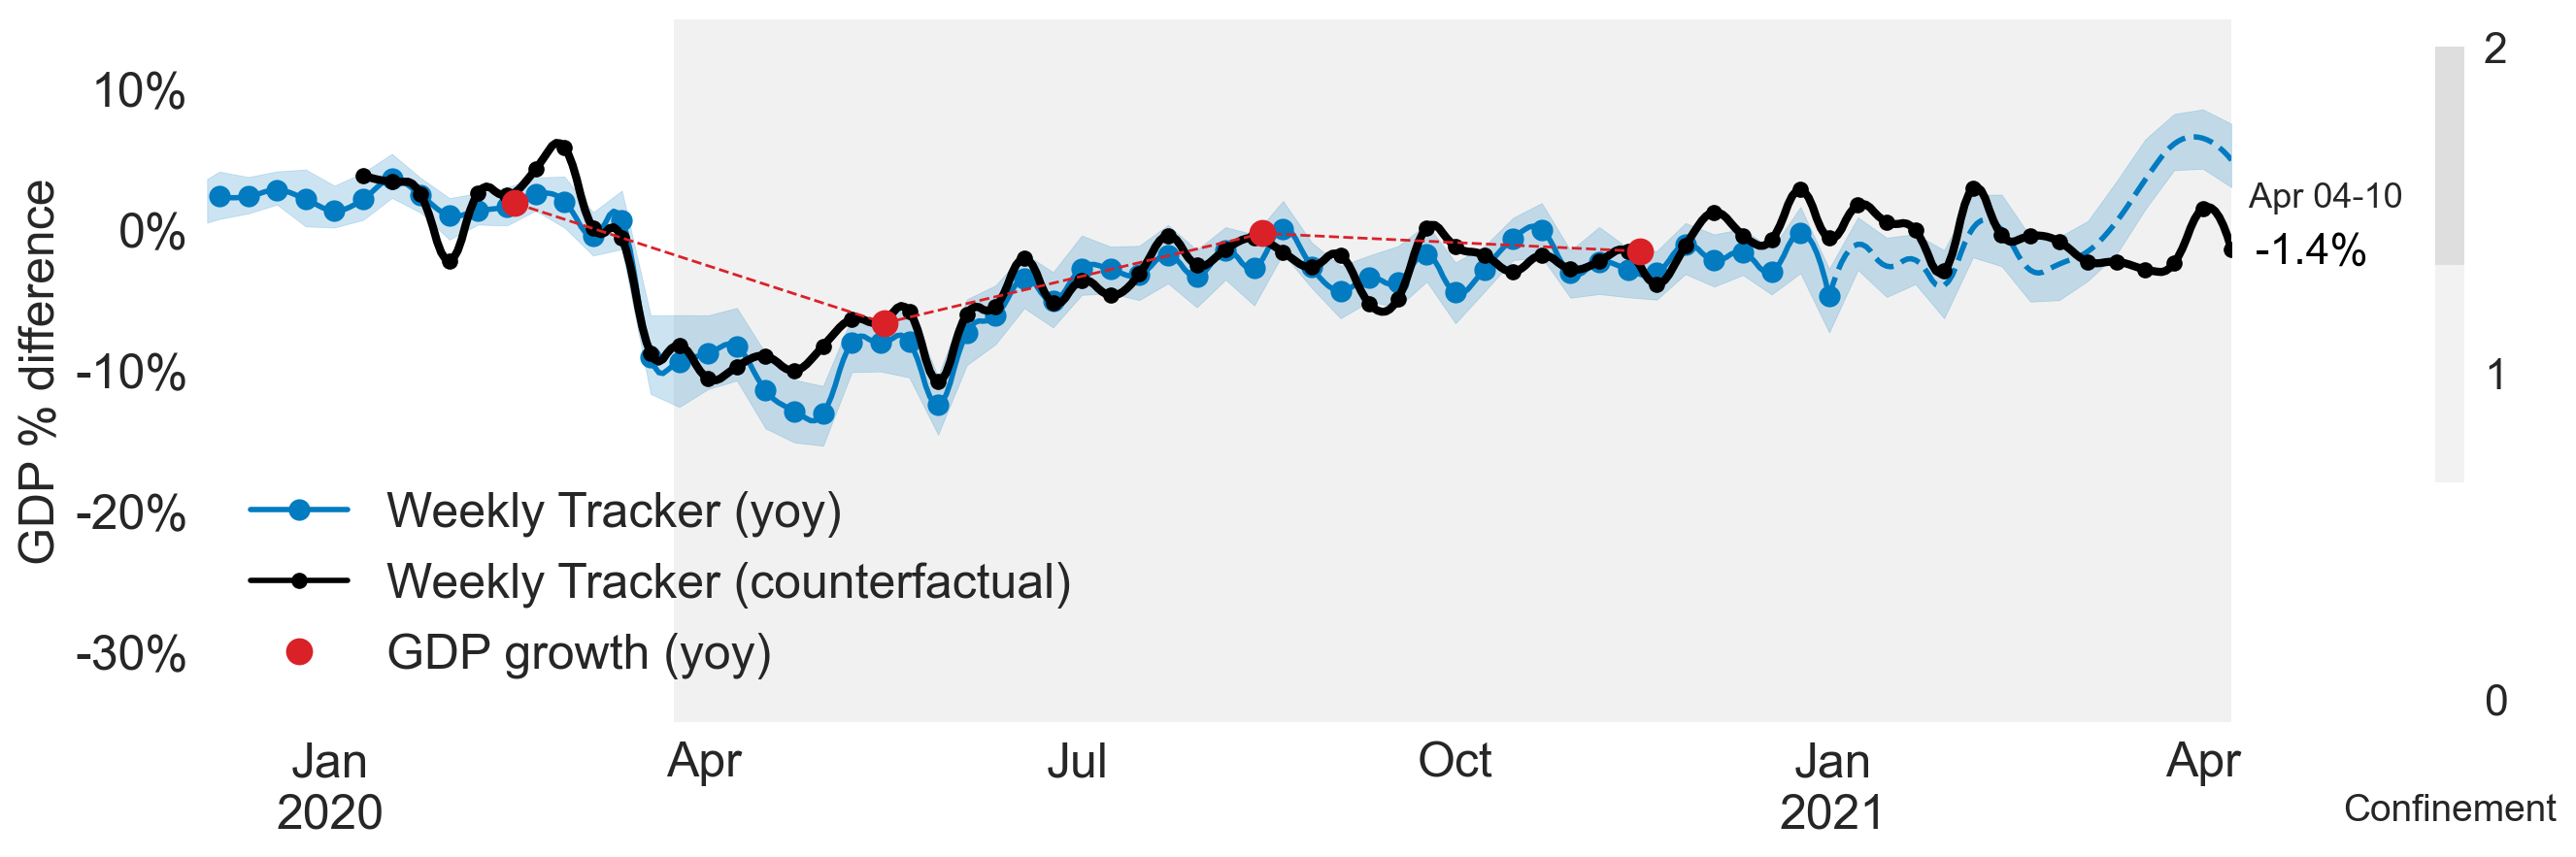 GDP % difference
10%
0%
-10%
-20%
-30%
Weekly Tracker (yoy)
Weekly Tracker (counterfactual)
GDP growth (yoy)
Jan
2020
Apr
Jul
Oct
Jan
2021
Apr
Apr 04-10
-1.4%
2
1
0
Confinement